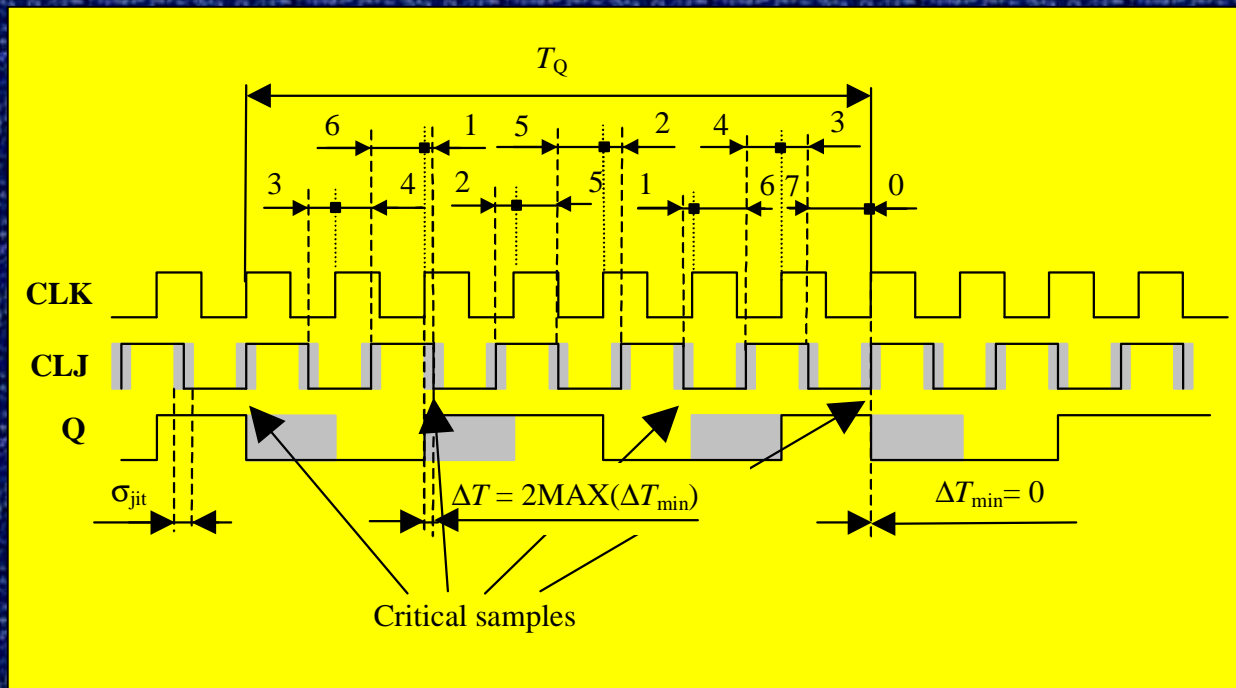 T_Q
6 1 5 2 4 3
3 4 2 5 1 6 7 0
CLK
CLJ
Q
σ_jit
ΔT = 2MAX(ΔT_min)
ΔT_min= 0
Critical samples